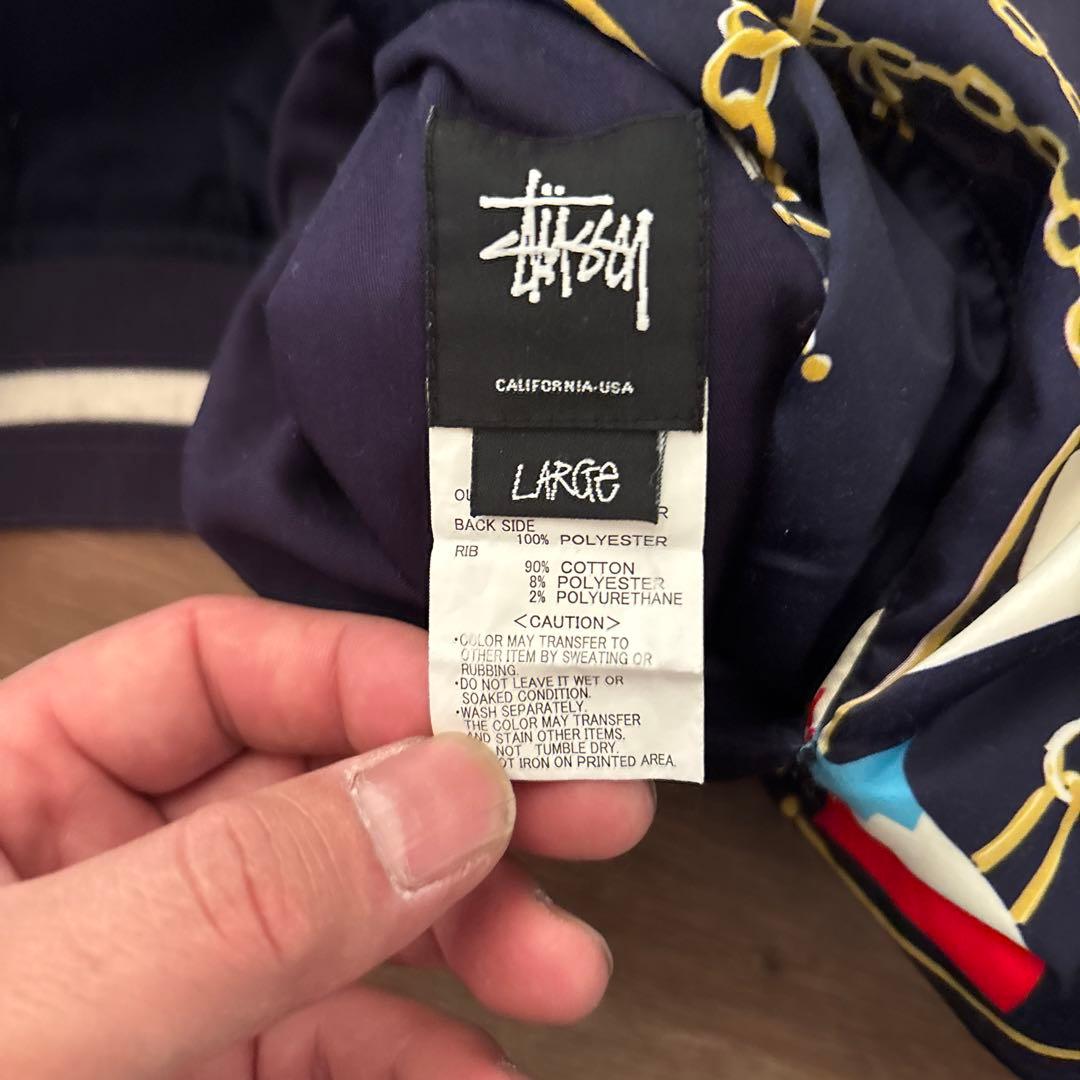 Stüssy
CALIFORNIA·USA
LARGE
BACK SIDE
100% POLYESTER
RIB
90% COTTON
8% POLYESTER
2% POLYURETHANE
<CAUTION>
·COLOR MAY TRANSFER TO
OTHER ITEM BY SWEATING OR
RUBBING.
·DO NOT LEAVE IT WET OR
SOAKED CONDITION.
·WASH SEPARATELY.
THE COLOR MAY TRANSFER
AND STAIN OTHER ITEMS.
NOT TUMBLE DRY.
IRON ON PRINTED AREA.